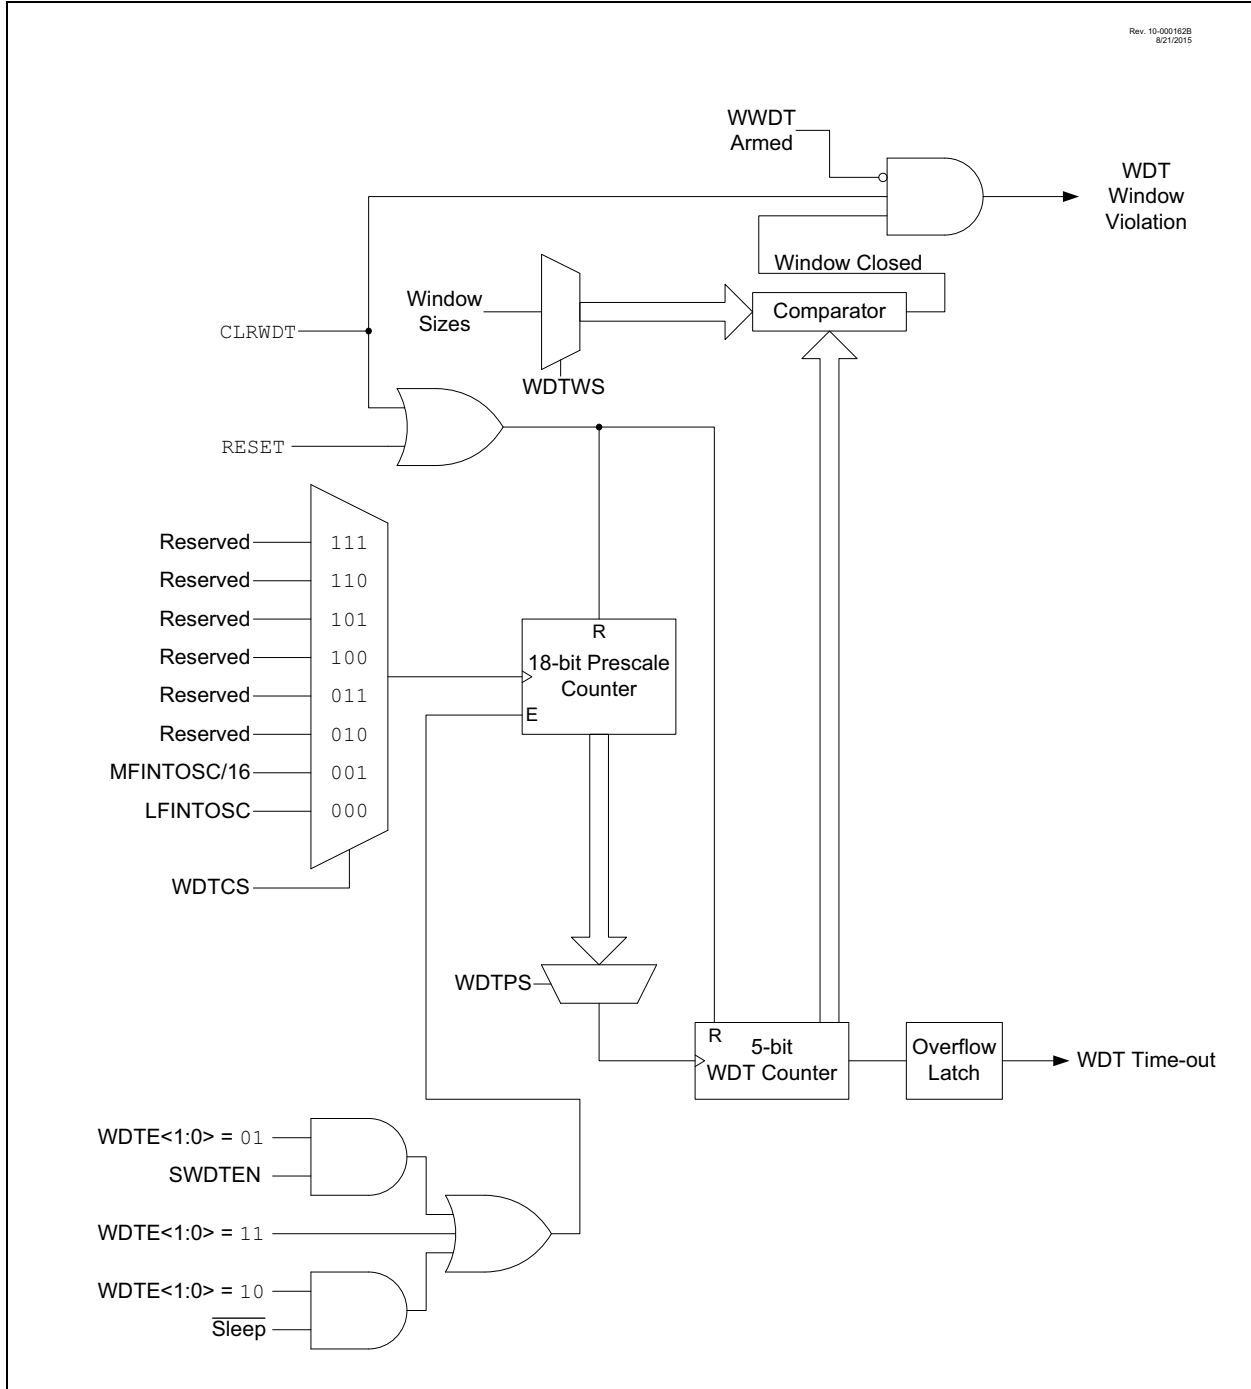 Rev. 10-000162B
8/21/2015
WWDT
Armed
WDT
Window
Violation
Window Closed
Window
Sizes
Comparator
CLRWDT
WDTWS
RESET
Reserved 111
Reserved 110
Reserved 101
Reserved 100
Reserved 011
Reserved 010
MFINTOSC/16 001
LFINTOSC 000
WDTCS
R
18-bit Prescale
Counter
E
WDTPS
R
5-bit
WDT Counter
Overflow
Latch
WDT Time-out
WDTE<1:0> = 01
SWDTEN
WDTE<1:0> = 11
WDTE<1:0> = 10
Sleep